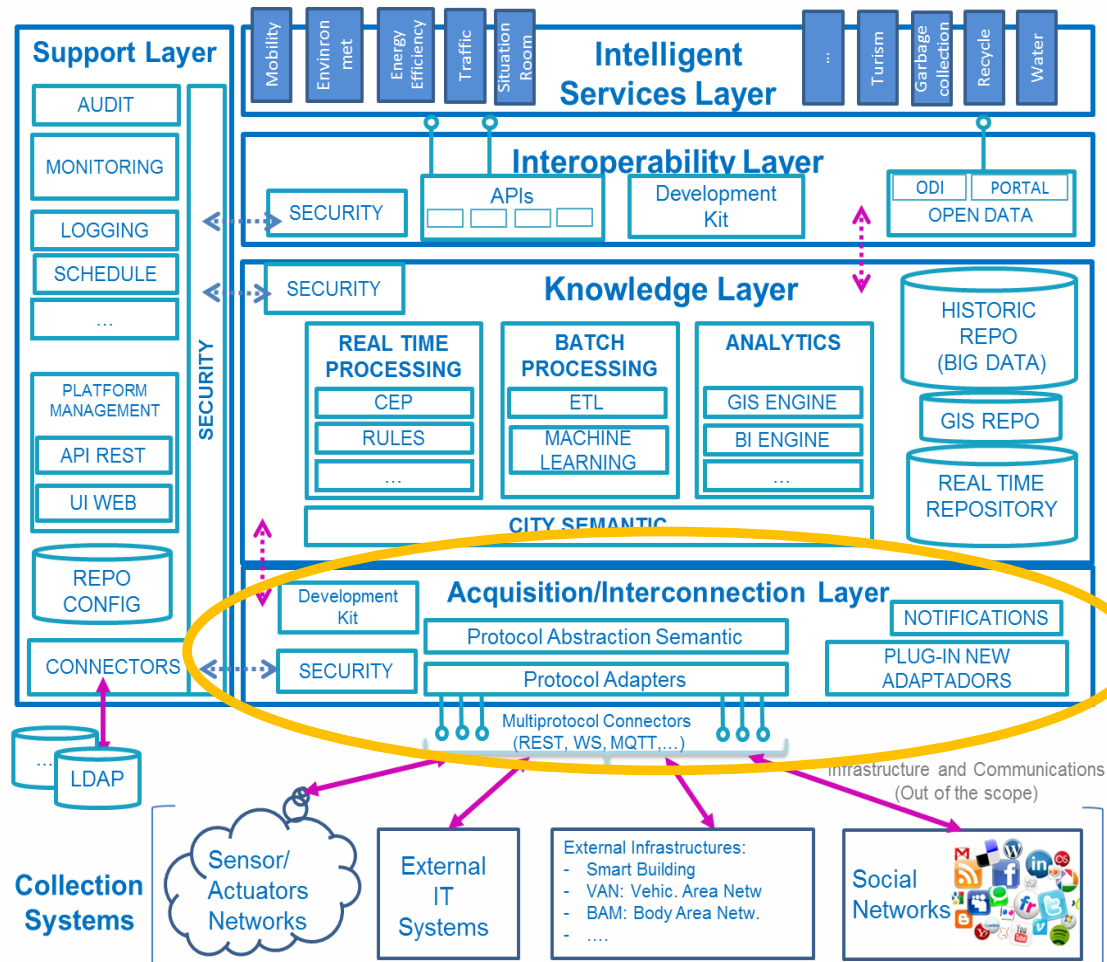 Support Layer
AUDIT
MONITORING
LOGGING
SCHEDULE
...
PLATFORM
MANAGEMENT
API REST
UI WEB
REPO
CONFIG
CONNECTORS
SECURITY
...
LDAP
Mobility
Envinron
met
Energy
Efficiency
Traffic
Situation
Room
Intelligent
Services Layer
...
Turism
Garbage
collection
Recycle
Water
Interoperability Layer
SECURITY
APIs
Development
Kit
ODI
PORTAL
OPEN DATA
Knowledge Layer
SECURITY
REAL TIME
PROCESSING
CEP
RULES
...
BATCH
PROCESSING
ETL
MACHINE
LEARNING
ANALYTICS
GIS ENGINE
BI ENGINE
...
HISTORIC
REPO
(BIG DATA)
GIS REPO
REAL TIME
REPOSITORY
CITY SEMANTIC
Acquisition/Interconnection Layer
Development
Kit
SECURITY
Protocol Abstraction Semantic
Protocol Adapters
NOTIFICATIONS
PLUG-IN NEW
ADAPTADORS
Multiprotocol Connectors
(REST, WS, MQTT,...)
Infrastructure and Communications
(Out of the scope)
Collection
Systems
Sensor/
Actuators
Networks
External
IT
Systems
External Infrastructures:
- Smart Building
- VAN: Vehic. Area Netw
- BAM: Body Area Netw.
- ....
Social
Networks